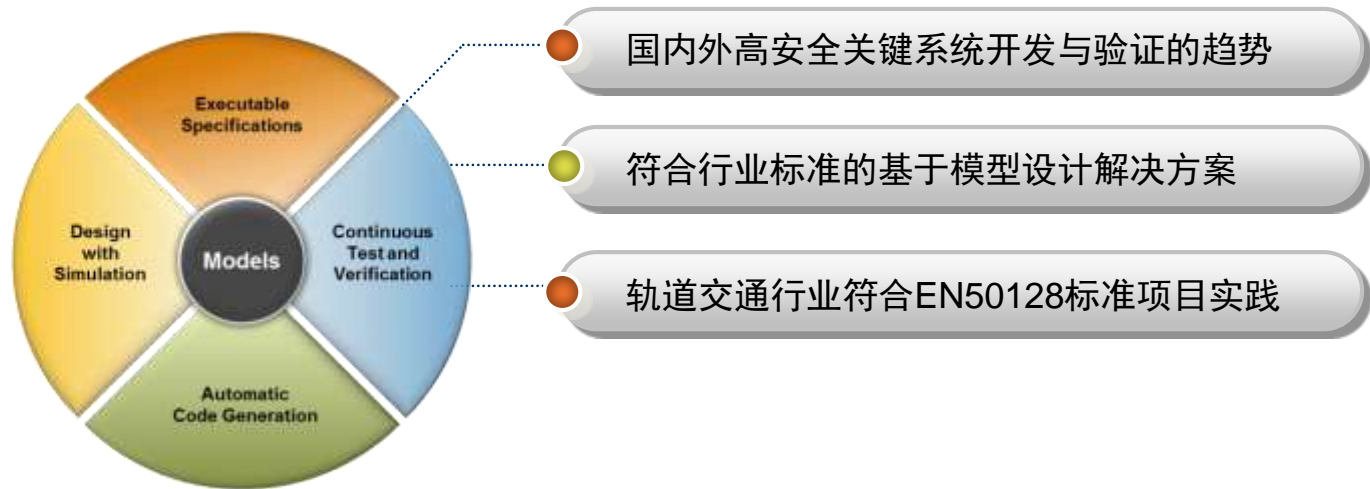 国内外高安全关键系统开发与验证的趋势
符合行业标准的基于模型设计解决方案
轨道交通行业符合EN50128标准项目实践
Executable
Specifications
Design
with
Simulation
Models
Continuous
Test and
Verification
Automatic
Code Generation